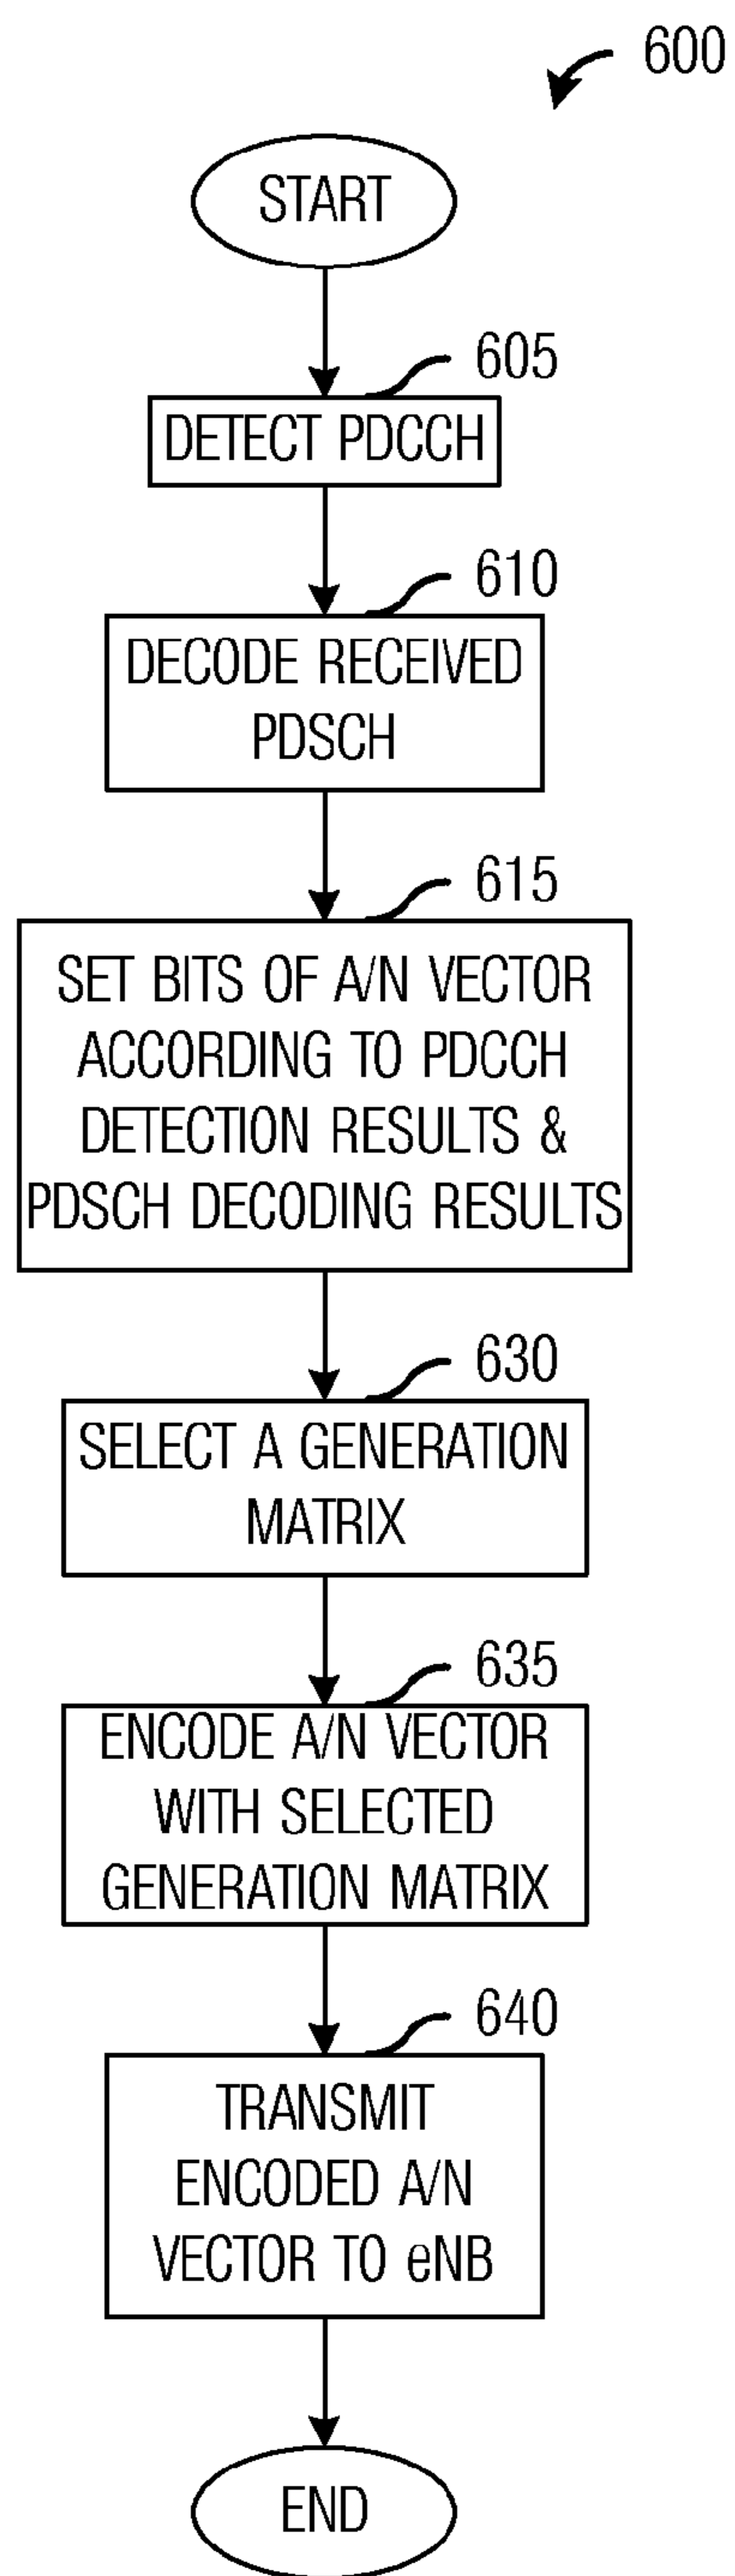 600
START
605
DETECT PDCCH
610
DECODE RECEIVED
PDSCH
615
SET BITS OF A/N VECTOR
ACCORDING TO PDCCH
DETECTION RESULTS &
PDSCH DECODING RESULTS
630
SELECT A GENERATION
MATRIX
635
ENCODE A/N VECTOR
WITH SELECTED
GENERATION MATRIX
640
TRANSMIT
ENCODED A/N
VECTOR TO eNB
END